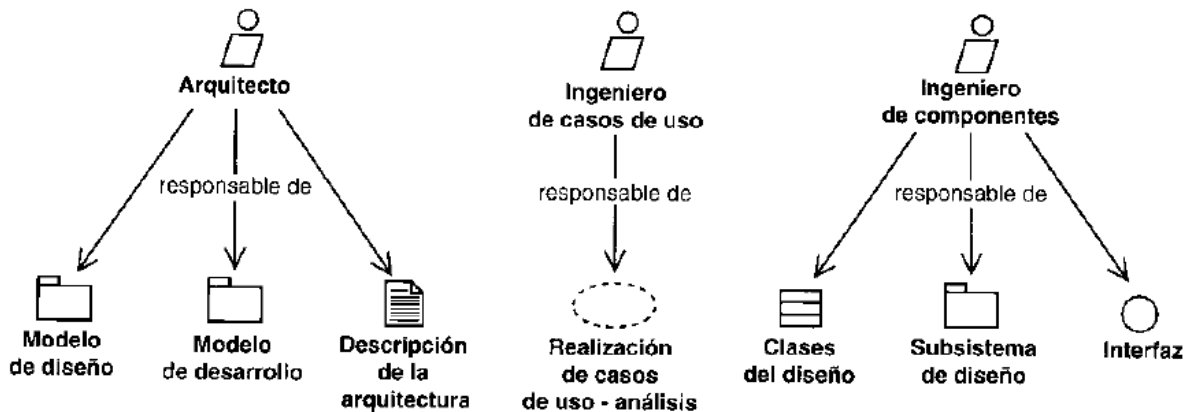 Arquitecto
responsable de
Modelo
de diseño
Modelo
de desarrollo
Descripción
de la
arquitectura
Ingeniero
de casos de uso
responsable de
Realización
de casos
de uso - análisis
Ingeniero
de componentes
responsable de
Clases
del diseño
Subsistema
de diseño
Interfaz